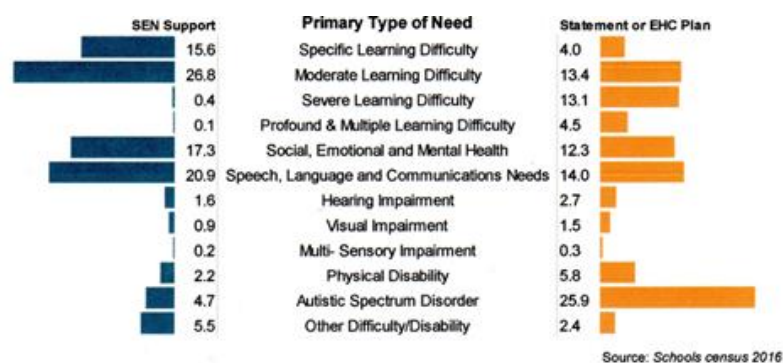 SEN Support Primary Type of Need Statement or EHC Plan
15.6 Specific Learning Difficulty 4.0
26.8 Moderate Learning Difficulty 13.4
0.4 Severe Learning Difficulty 13.1
0.1 Profound & Multiple Learning Difficulty 4.5
17.3 Social, Emotional and Mental Health 12.3
20.9 Speech, Language and Communications Needs 14.0
1.6 Hearing Impairment 2.7
0.9 Visual Impairment 1.5
0.2 Multi- Sensory Impairment 0.3
2.2 Physical Disability 5.8
4.7 Autistic Spectrum Disorder 25.9
5.5 Other Difficulty/Disability 2.4
Source: Schools census 2016